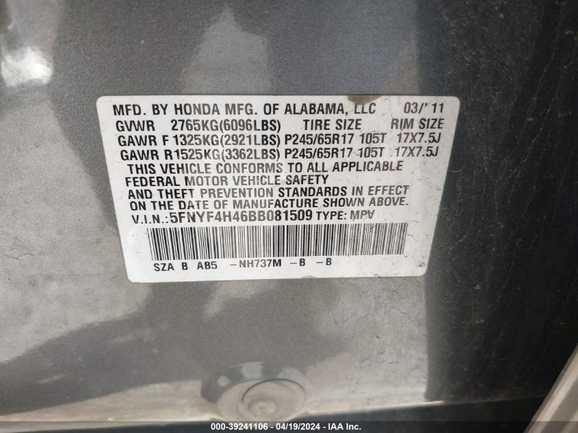 MFD. BY HONDA MFG. OF ALABAMA, LLC 03/'11
GVWR 2765KG(6096LBS) TIRE SIZE RIM SIZE
GAWR F 1325KG(2921LBS) P245/65R17 105T 17X7.5J
GAWR R1525KG(3362LBS) P245/65R17 105T 17X7.5J
THIS VEHICLE CONFORMS TO ALL APPLICABLE
FEDERAL MOTOR VEHICLE SAFETY
AND THEFT PREVENTION STANDARDS IN EFFECT
ON THE DATE OF MANUFACTURE SHOWN ABOVE.
V.I.N.:5FNYF4H46BB081509 TYPE: MPV
SZA B AB5 -NH737M -B -B
000-39241106 - 04/19/2024 - IAA Inc.